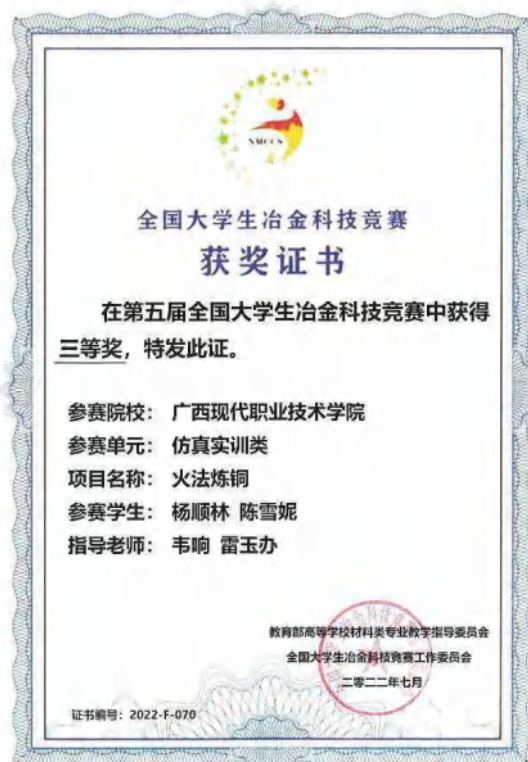 NMCCS
全国大学生冶金科技竞赛
获奖证书
在第五届全国大学生冶金科技竞赛中获得
三等奖，特发此证。
参赛院校： 广西现代职业技术学院
参赛单元： 仿真实训类
项目名称： 火法炼铜
参赛学生： 杨顺林 陈雪妮
指导老师： 韦响 雷玉办
教育部高等学校材料类专业教学指导委员会
全国大学生冶金科技竞赛工作委员会
二零二二年七月
证书编号：2022-F-070